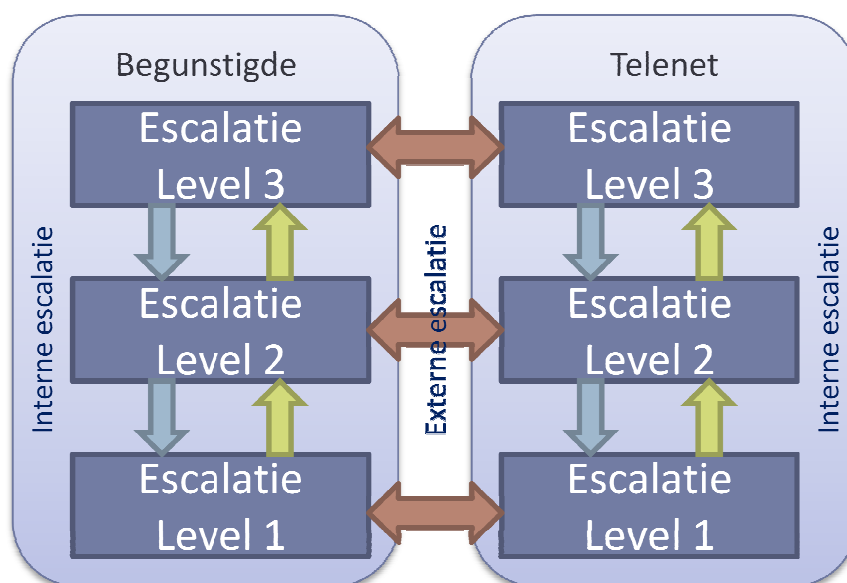 Begunstigde
Escalatie
Level 3
Escalatie
Level 2
Escalatie
Level 1
Interne escalatie
Externe escalatie
Telenet
Escalatie
Level 3
Escalatie
Level 2
Escalatie
Level 1
Interne escalatie